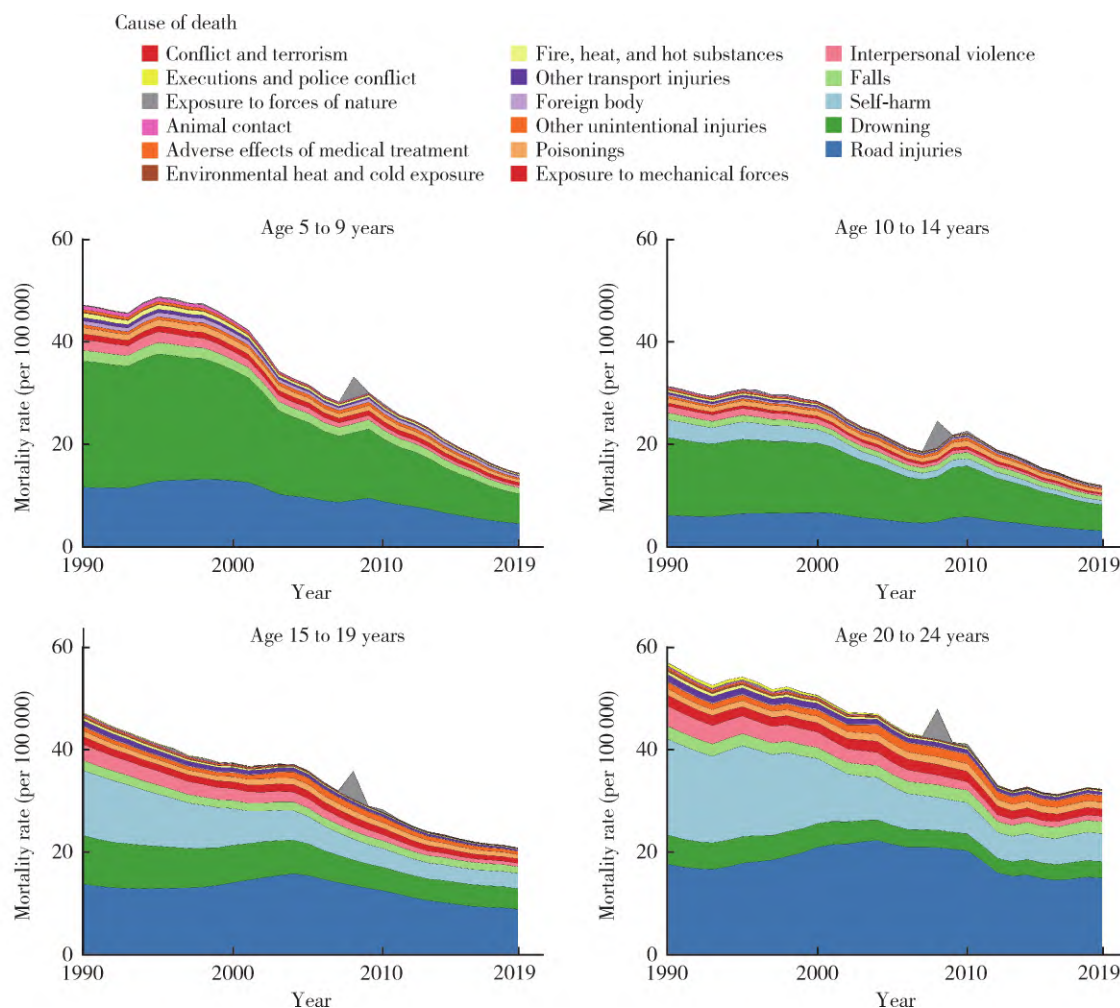 Cause of death
Conflict and terrorism
Executions and police conflict
Exposure to forces of nature
Animal contact
Adverse effects of medical treatment
Environmental heat and cold exposure
Fire, heat, and hot substances
Other transport injuries
Foreign body
Other unintentional injuries
Poisonings
Exposure to mechanical forces
Interpersonal violence
Falls
Self-harm
Drowning
Road injuries
Age 5 to 9 years
Mortality rate (per 100 000)
60
40
20
0
1990
2000
2010
2019
Year
Age 10 to 14 years
Mortality rate (per 100 000)
60
40
20
0
1990
2000
2010
2019
Year
Age 15 to 19 years
Mortality rate (per 100 000)
60
40
20
0
1990
2000
2010
2019
Year
Age 20 to 24 years
Mortality rate (per 100 000)
60
40
20
0
1990
2000
2010
2019
Year